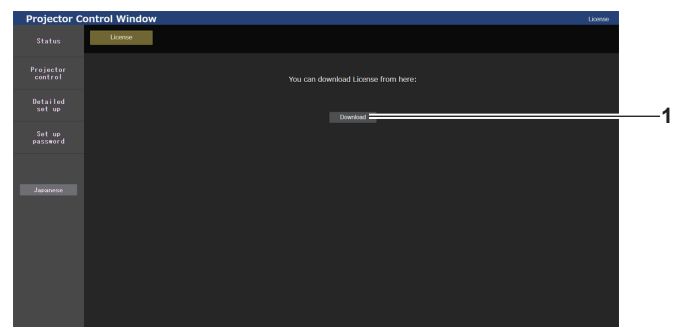 Projector Control Window
License
Status
License
Projector
control
You can download License from here:
Detailed
set up
Download
1
Set up
password
Japanese